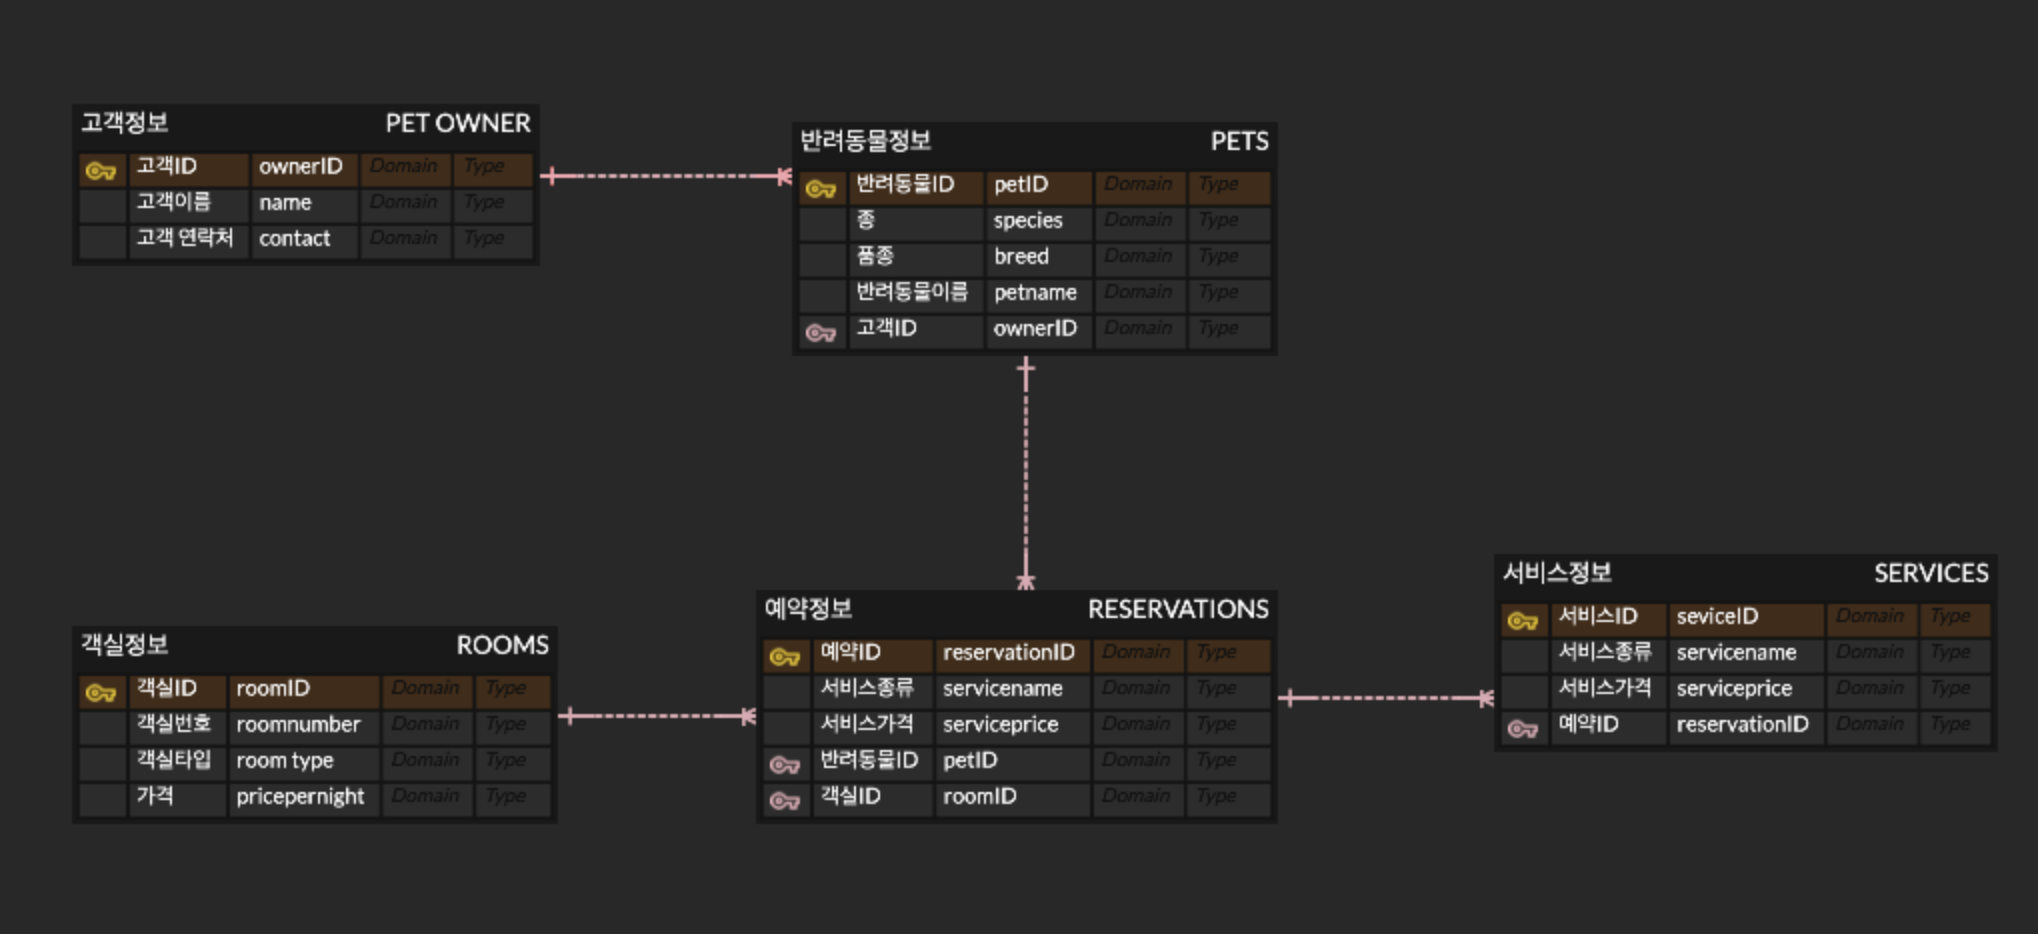 고객정보 PET OWNER
고객ID ownerID Domain Type
고객이름 name Domain Type
고객 연락처 contact Domain Type
반려동물정보 PETS
반려동물ID petID Domain Type
종 species Domain Type
품종 breed Domain Type
반려동물이름 petname Domain Type
고객ID ownerID Domain Type
객실정보 ROOMS
객실ID roomID Domain Type
객실번호 roomnumber Domain Type
객실타입 room type Domain Type
가격 pricepernight Domain Type
예약정보 RESERVATIONS
예약ID reservationID Domain Type
서비스종류 servicename Domain Type
서비스가격 serviceprice Domain Type
반려동물ID petID Domain Type
객실ID roomID Domain Type
서비스정보 SERVICES
서비스ID seviceID Domain Type
서비스종류 servicename Domain Type
서비스가격 serviceprice Domain Type
예약ID reservationID Domain Type